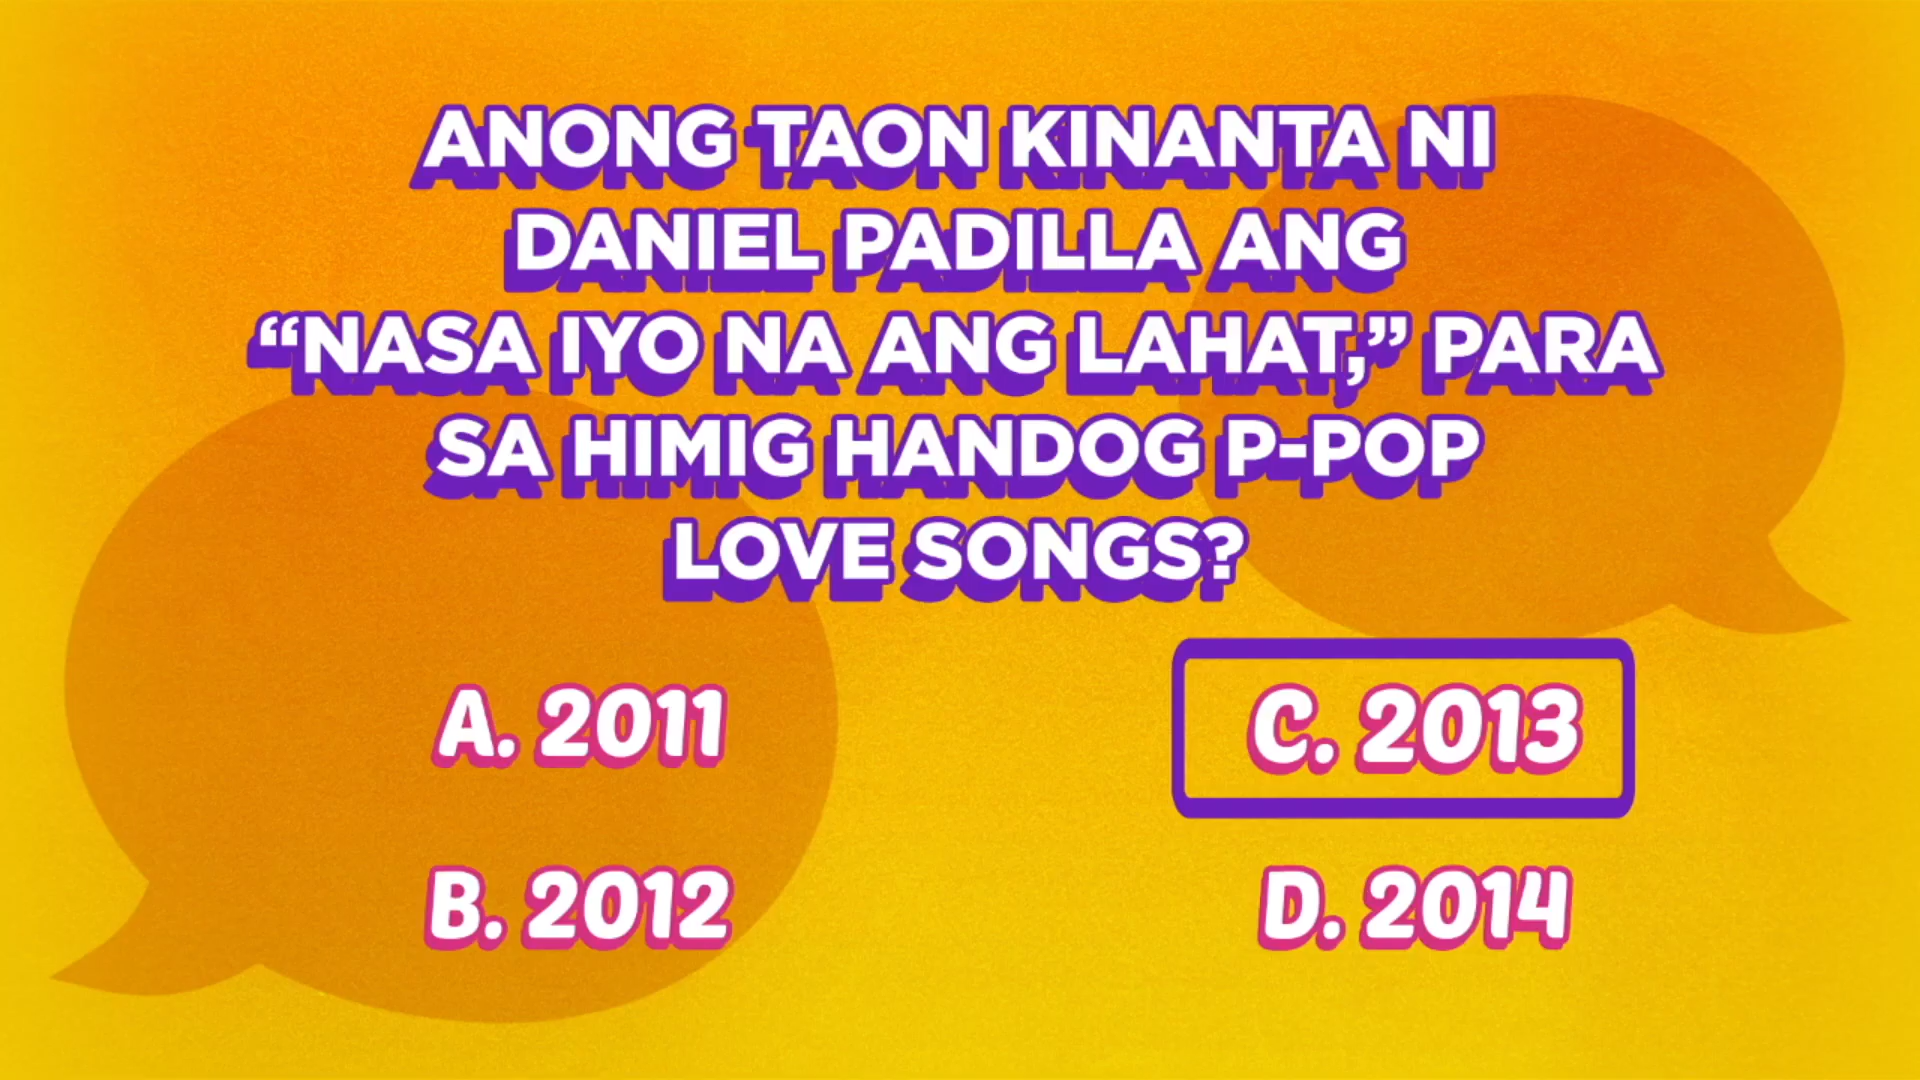 ANONG TAON KINANTA NI
DANIEL PADILLA ANG
“NASA IYO NA ANG LAHAT,” PARA
SA HIMIG HANDOG P-POP
LOVE SONGS?
A. 2011
C. 2013
B. 2012
D. 2014